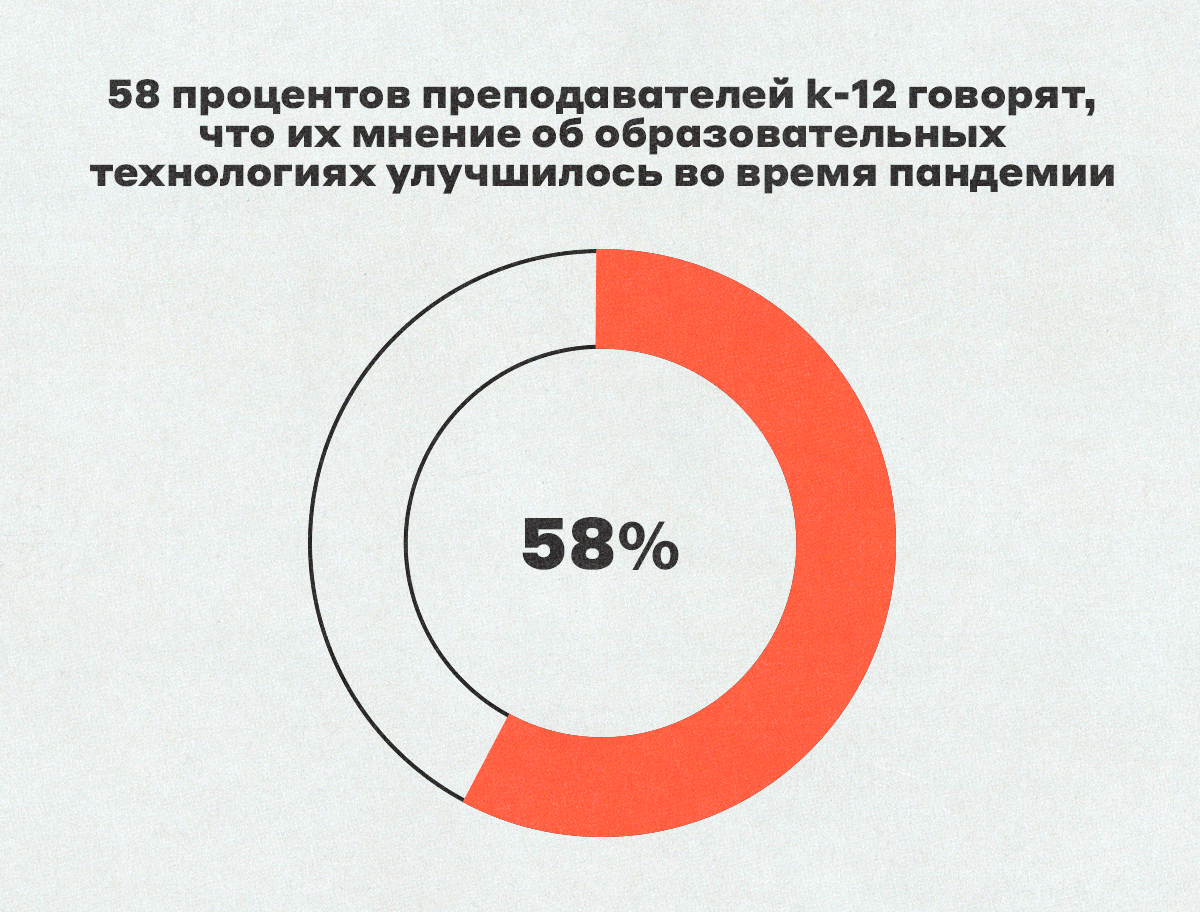 58 процентов преподавателей k-12 говорят,
что их мнение об образовательных
технологиях улучшилось во время пандемии
58%